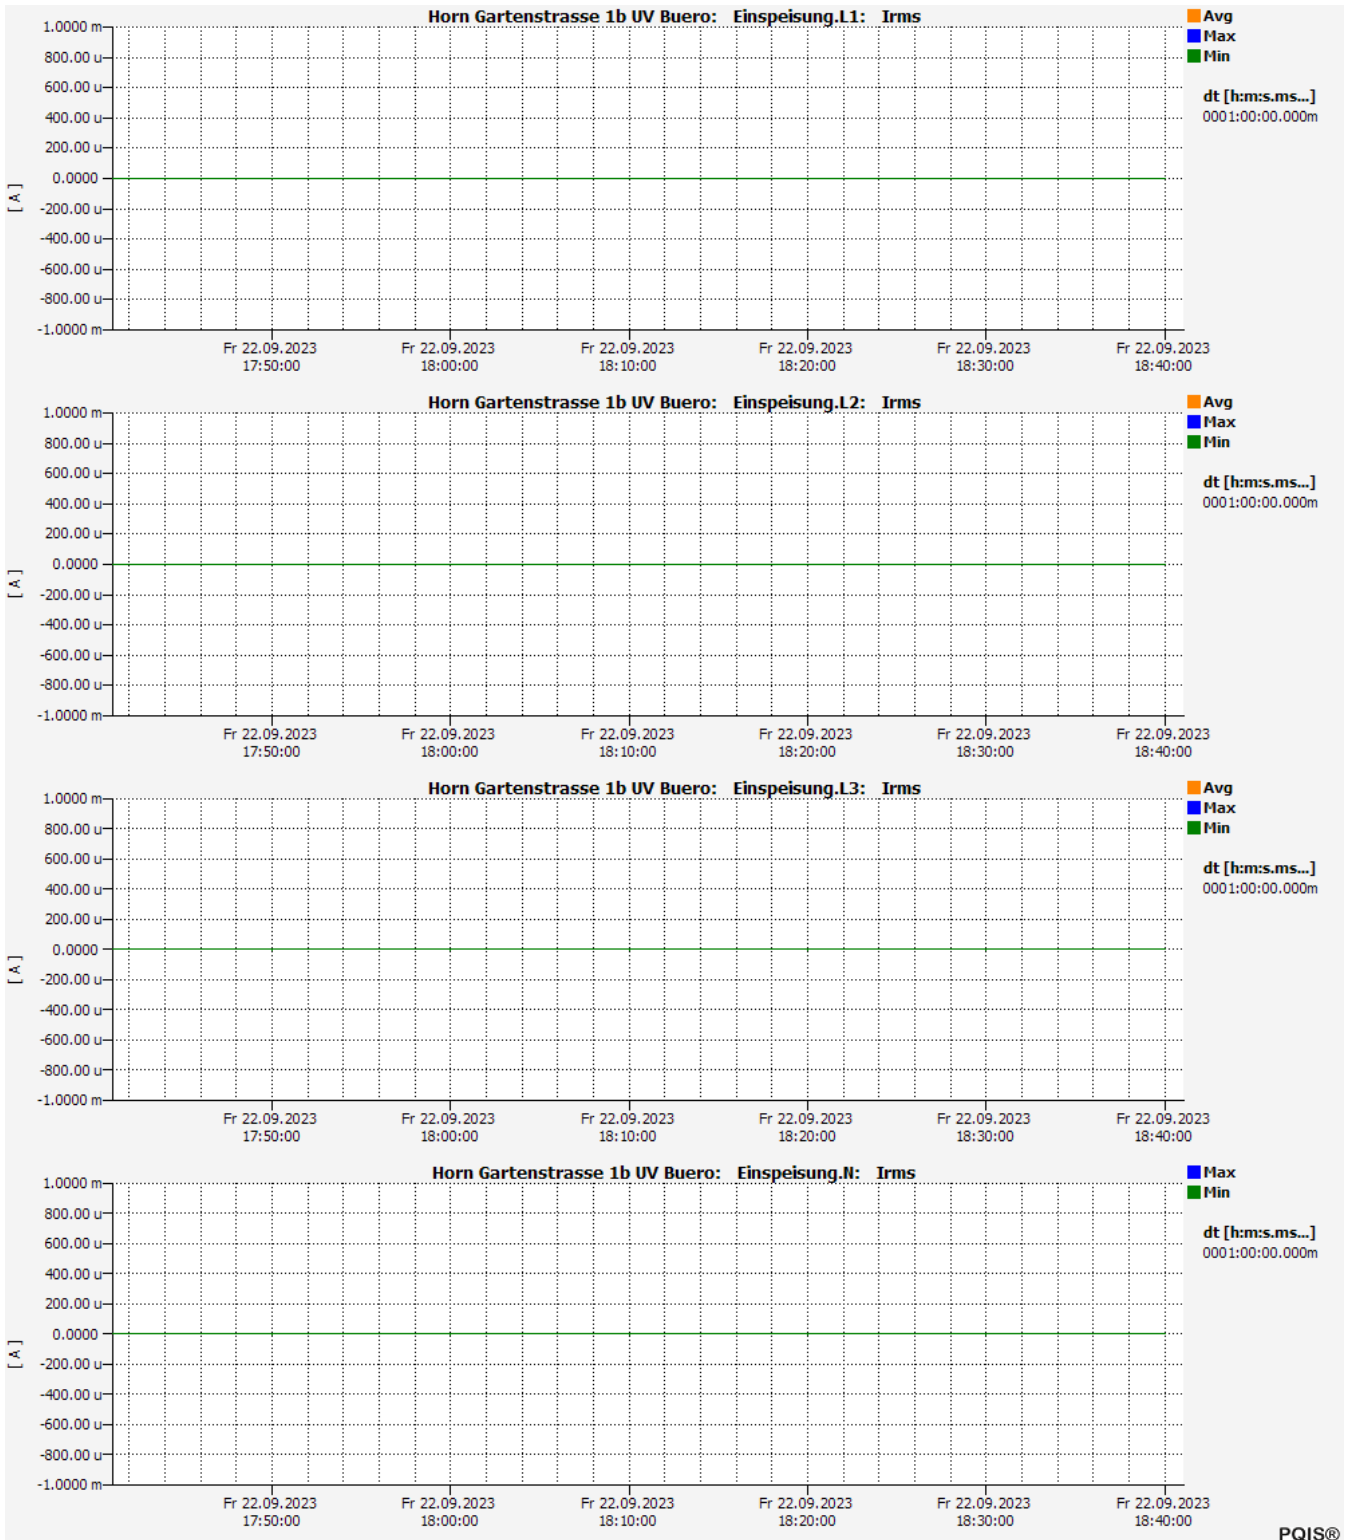 Horn Gartenstrasse 1b UV Buero: Einspeisung.L1: Irms
Avg
Max
Min
dt [h:m:s.ms...]
0001:00:00.000m
1.0000 m
800.00 u
600.00 u
400.00 u
200.00 u
0.0000
-200.00 u
-400.00 u
-600.00 u
-800.00 u
-1.0000 m
[ A ]
Fr 22.09.2023 Fr 22.09.2023 Fr 22.09.2023 Fr 22.09.2023 Fr 22.09.2023 Fr 22.09.2023
17:50:00 18:00:00 18:10:00 18:20:00 18:30:00 18:40:00
Horn Gartenstrasse 1b UV Buero: Einspeisung.L2: Irms
Avg
Max
Min
dt [h:m:s.ms...]
0001:00:00.000m
1.0000 m
800.00 u
600.00 u
400.00 u
200.00 u
0.0000
-200.00 u
-400.00 u
-600.00 u
-800.00 u
-1.0000 m
[ A ]
Fr 22.09.2023 Fr 22.09.2023 Fr 22.09.2023 Fr 22.09.2023 Fr 22.09.2023 Fr 22.09.2023
17:50:00 18:00:00 18:10:00 18:20:00 18:30:00 18:40:00
Horn Gartenstrasse 1b UV Buero: Einspeisung.L3: Irms
Avg
Max
Min
dt [h:m:s.ms...]
0001:00:00.000m
1.0000 m
800.00 u
600.00 u
400.00 u
200.00 u
0.0000
-200.00 u
-400.00 u
-600.00 u
-800.00 u
-1.0000 m
[ A ]
Fr 22.09.2023 Fr 22.09.2023 Fr 22.09.2023 Fr 22.09.2023 Fr 22.09.2023 Fr 22.09.2023
17:50:00 18:00:00 18:10:00 18:20:00 18:30:00 18:40:00
Horn Gartenstrasse 1b UV Buero: Einspeisung.N: Irms
Max
Min
dt [h:m:s.ms...]
0001:00:00.000m
1.0000 m
800.00 u
600.00 u
400.00 u
200.00 u
0.0000
-200.00 u
-400.00 u
-600.00 u
-800.00 u
-1.0000 m
[ A ]
Fr 22.09.2023 Fr 22.09.2023 Fr 22.09.2023 Fr 22.09.2023 Fr 22.09.2023 Fr 22.09.2023
17:50:00 18:00:00 18:10:00 18:20:00 18:30:00 18:40:00
PQIS®